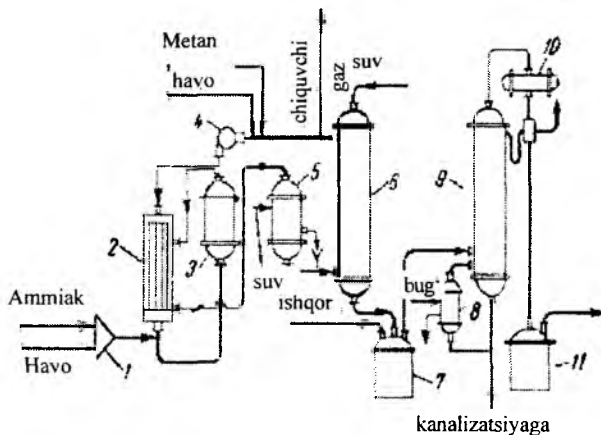 Metan
'havo
chiquvchi
gaz
suv
10
4
5
6
9
2
3
suv
bug'
8
Ammiak
ishqor
Havo
1
7
11
kanalizatsiyaga